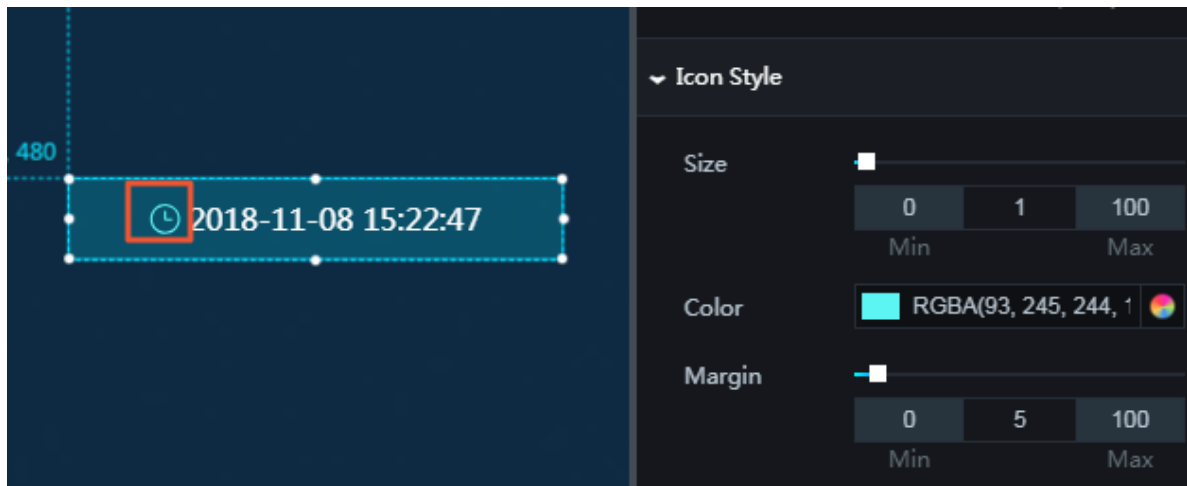 480
2018-11-08 15:22:47
Icon Style
Size
0 1 100
Min Max
Color RGBA(93, 245, 244,
Margin
0 5 100
Min Max